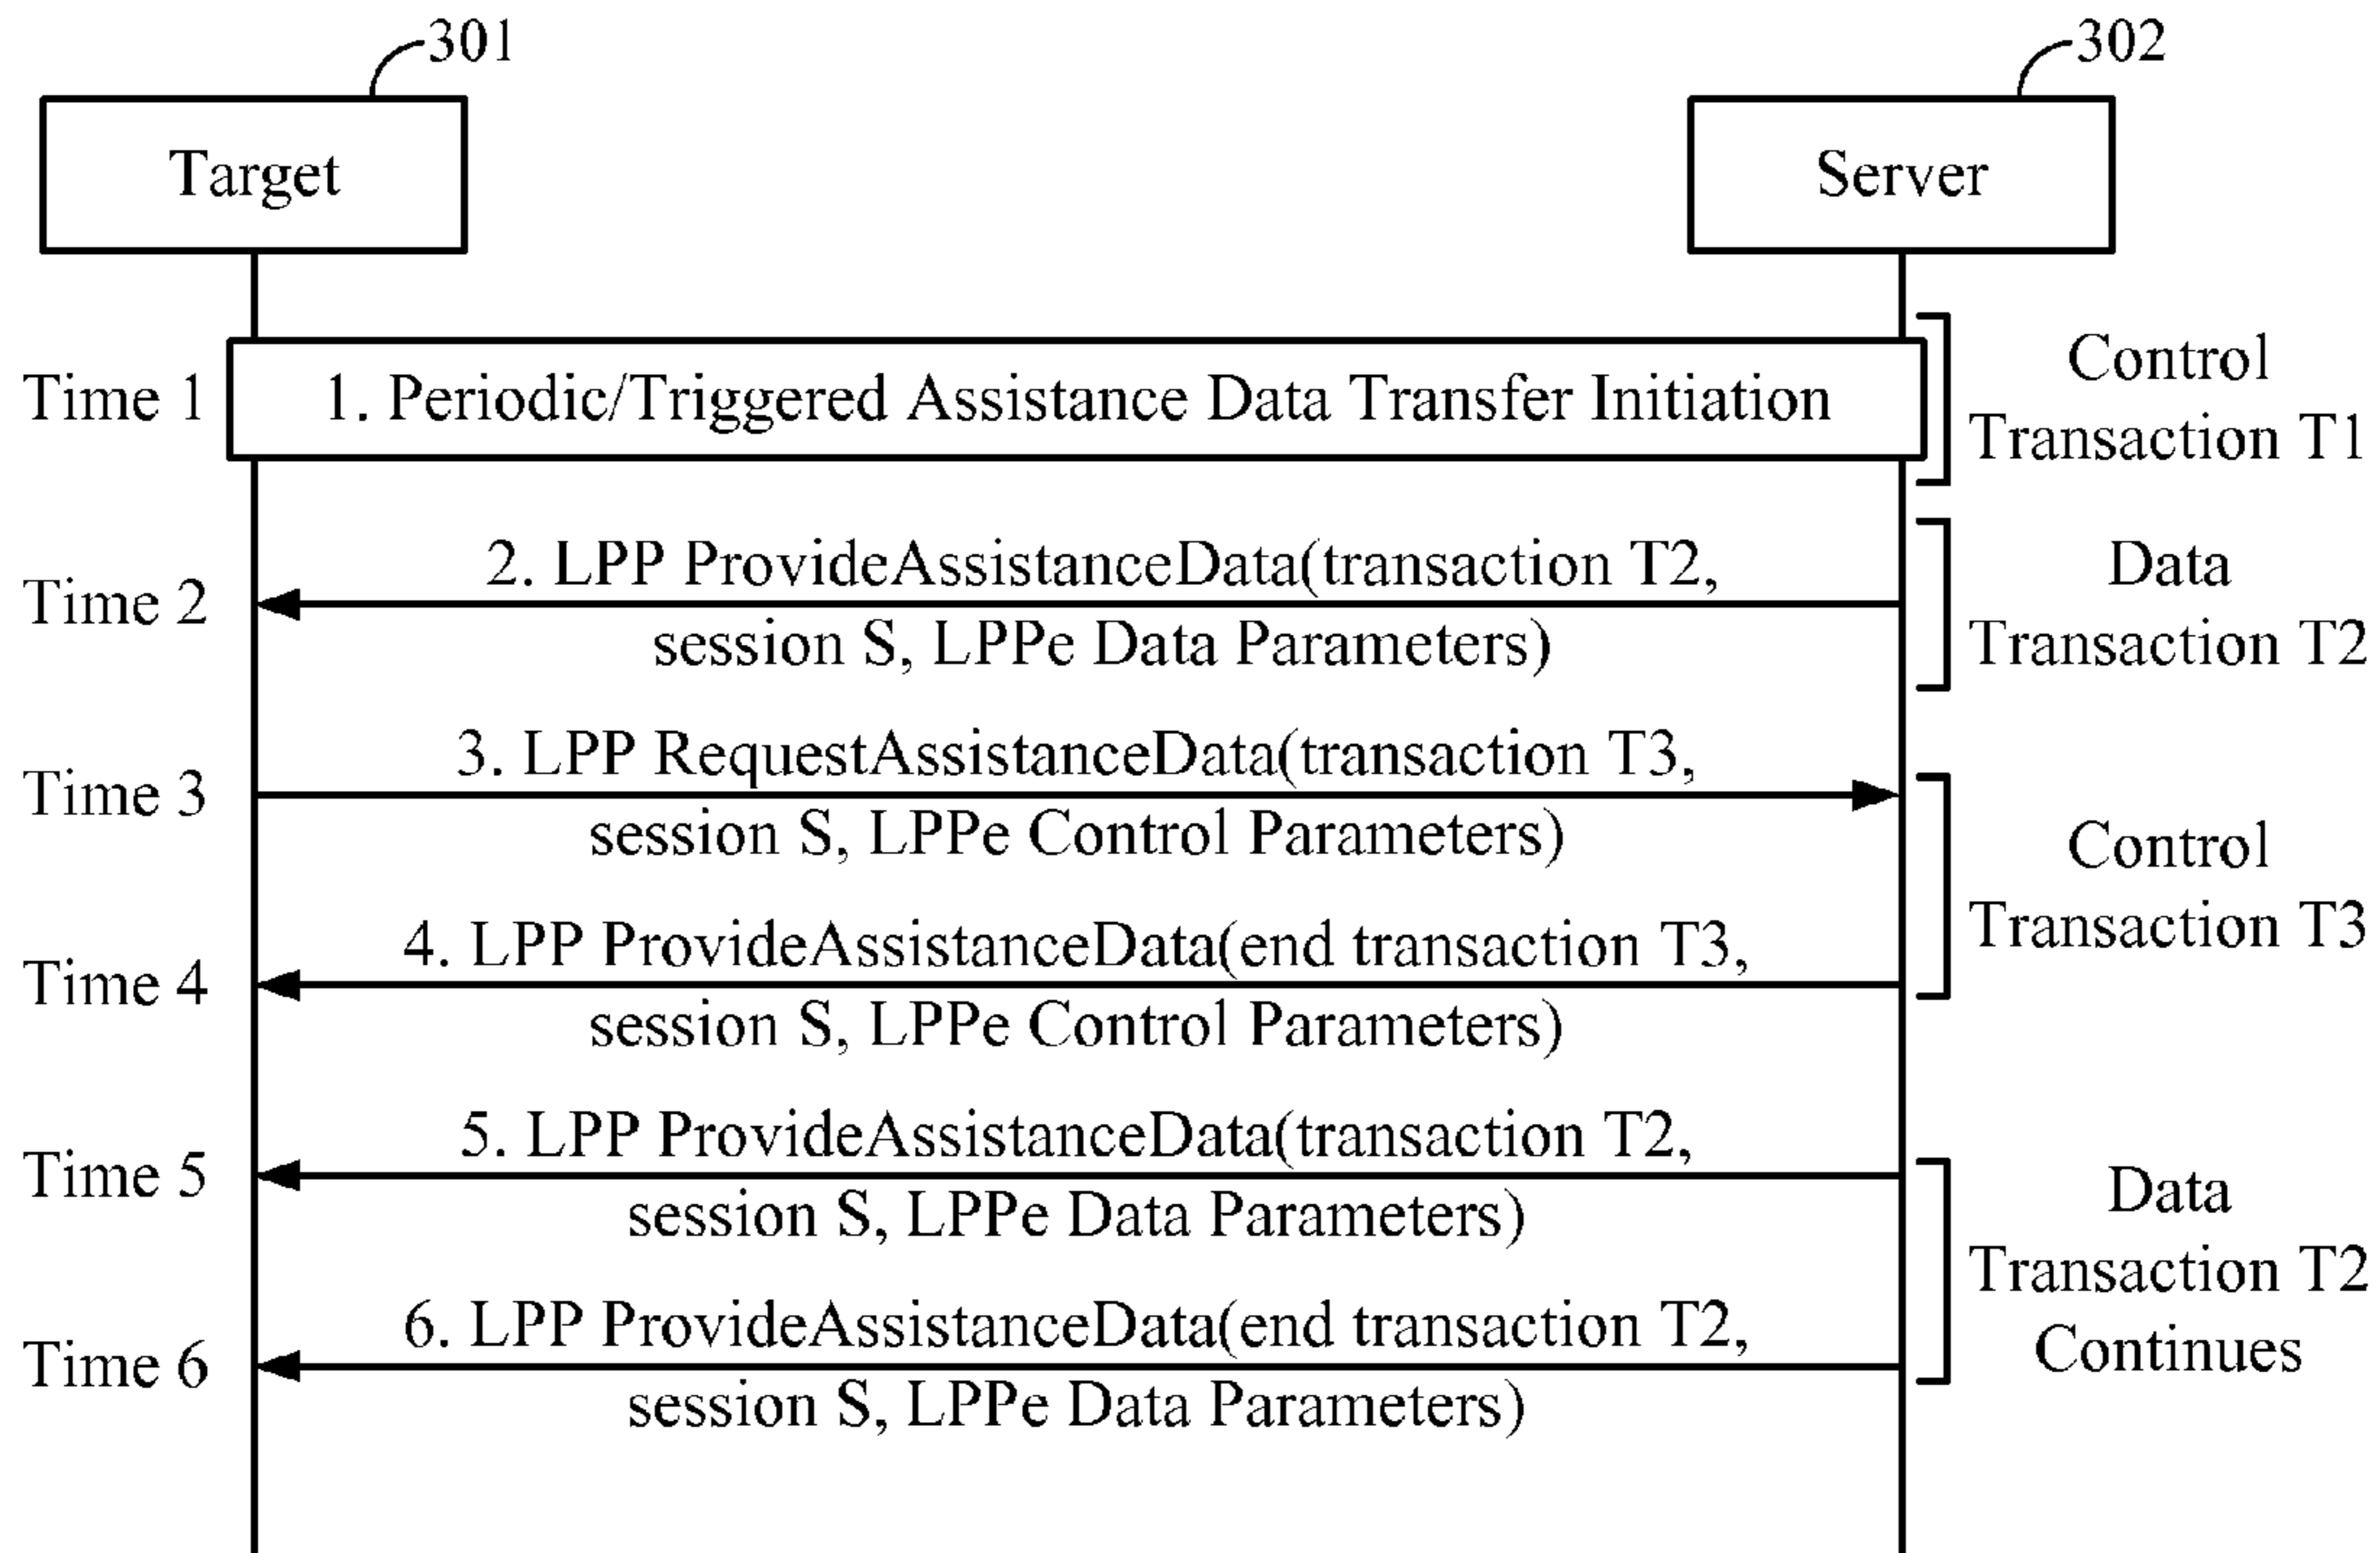 301
302
Target
Server
Time 1
1. Periodic/Triggered Assistance Data Transfer Initiation
Control
Transaction T1
Time 2
2. LPP ProvideAssistanceData(transaction T2,
session S, LPPe Data Parameters)
Data
Transaction T2
Time 3
3. LPP RequestAssistanceData(transaction T3,
session S, LPPe Control Parameters)
Control
Transaction T3
Time 4
4. LPP ProvideAssistanceData(end transaction T3,
session S, LPPe Control Parameters)
Time 5
5. LPP ProvideAssistanceData(transaction T2,
session S, LPPe Data Parameters)
Data
Transaction T2
Continues
Time 6
6. LPP ProvideAssistanceData(end transaction T2,
session S, LPPe Data Parameters)